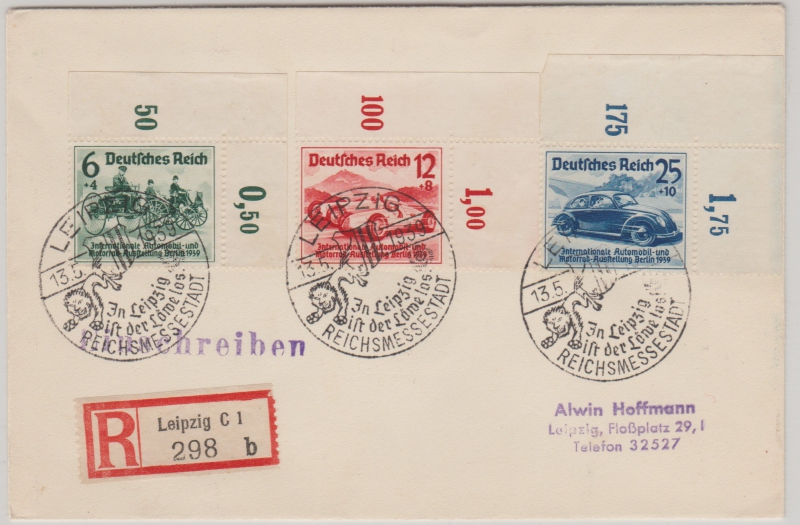 50
100
175
6
+4
Deutsches Reich
0,50
Deutsches Reich
12
+8
1,00
Deutsches Reich
25
+10
1,75
Internationale Automobil- und
Motorrad-Ausstellung Berlin 1939
Internationale Automobil- und
Motorrad-Ausstellung Berlin 1939
Internationale Automobil- und
Motorrad-Ausstellung Berlin 1939
LEIPZIG
13.5.
1939
In Leipzig
ist der Löwe los.
REICHSMESSESTADT
LEIPZIG
1939
In Leipzig
ist der Löwe los.
REICHSMESSESTADT
13.5.
In Leipzig
ist der Löwe los.
REICHSMESSESTADT
Einschreiben
R
Leipzig C 1
298 b
Alwin Hoffmann
Leipzig, Floßplatz 29, I
Telefon 32527